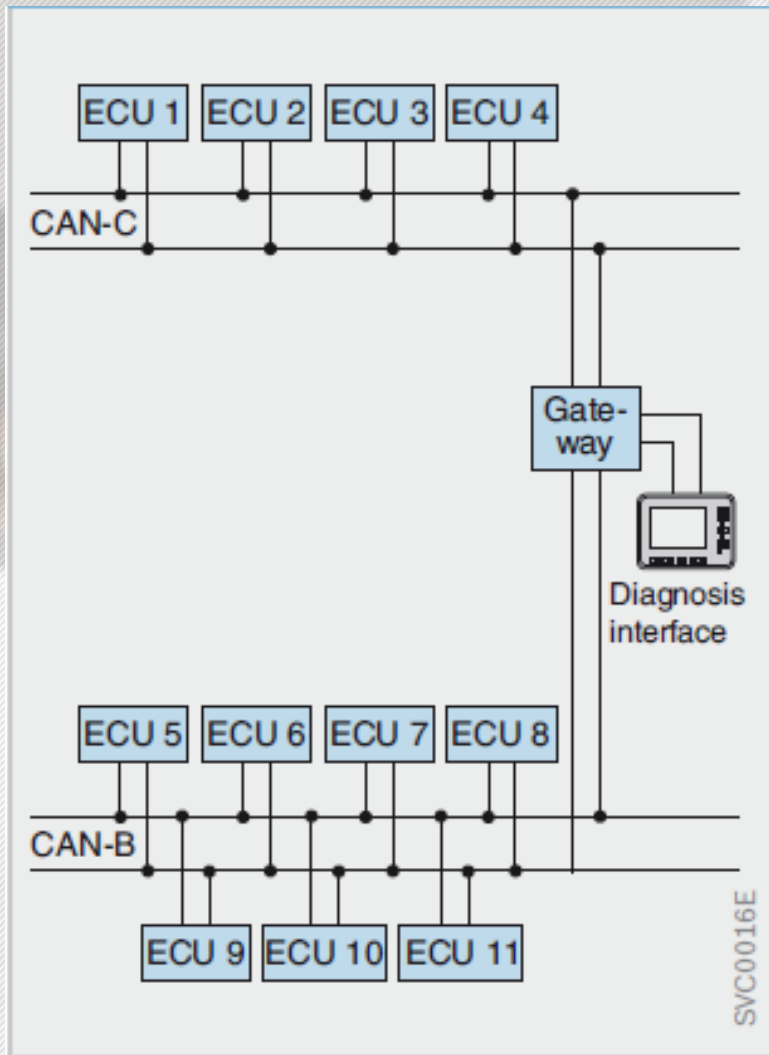 ECU 1
ECU 2
ECU 3
ECU 4
CAN-C
Gate-
way
Diagnosis
interface
ECU 5
ECU 6
ECU 7
ECU 8
CAN-B
ECU 9
ECU 10
ECU 11
SVC0016E